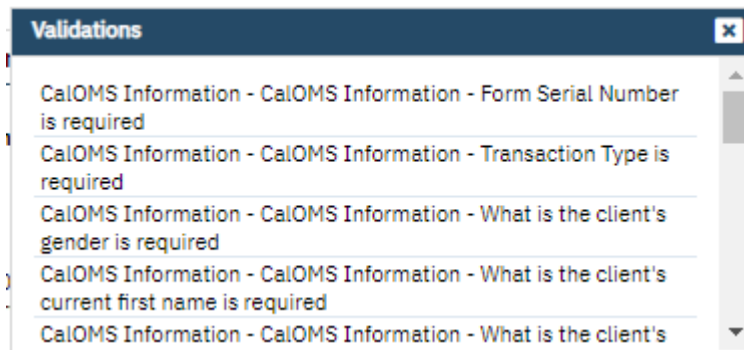 Validations
CalOMS Information - CalOMS Information - Form Serial Number
is required
CalOMS Information - CalOMS Information - Transaction Type is
required
CalOMS Information - CalOMS Information - What is the client's
gender is required
CalOMS Information - CalOMS Information - What is the client's
current first name is required
CalOMS Information - CalOMS Information - What is the client's